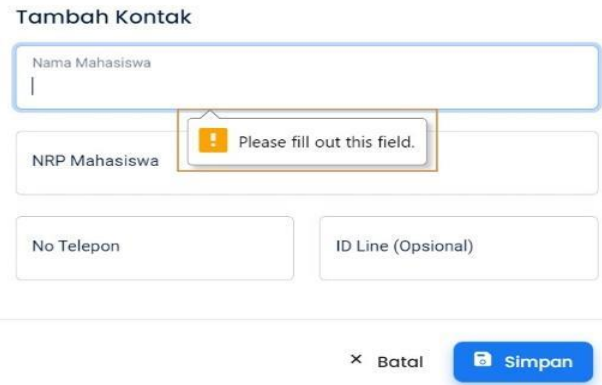 Tambah Kontak
Nama Mahasiswa
Please fill out this field.
NRP Mahasiswa
No Telepon
ID Line (Opsional)
× Batal
Simpan